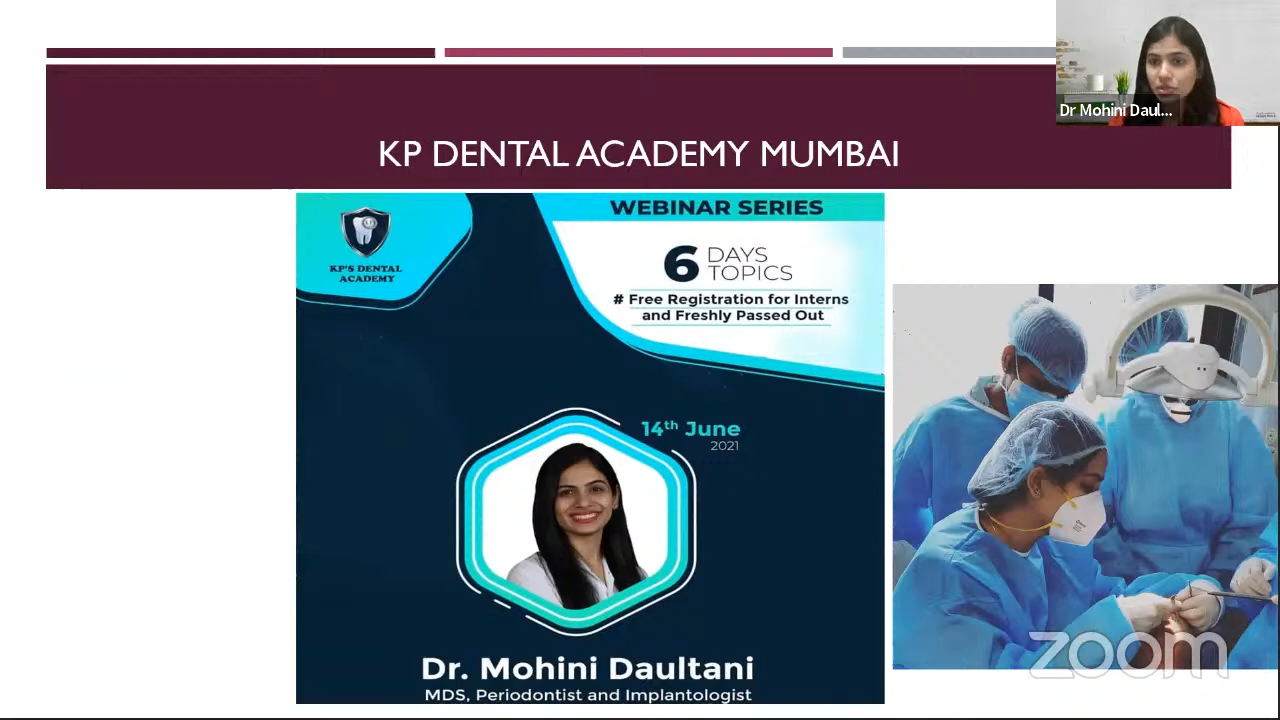 KP DENTAL ACADEMY MUMBAI
Dr Mohini Daul...
KP'S DENTAL
ACADEMY
WEBINAR SERIES
6 DAYS
TOPICS
# Free Registration for Interns
and Freshly Passed Out
14th June
2021
Dr. Mohini Daultani
MDS, Periodontist and Implantologist
zoom